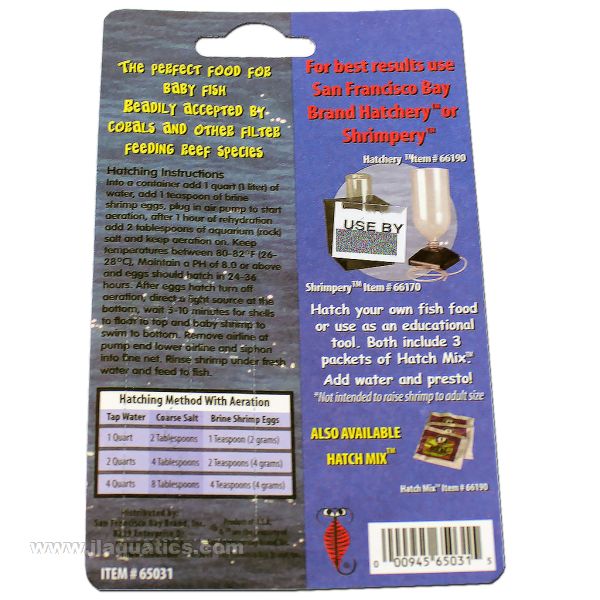 The perfect food for
baby fish
Readily accepted by
corals and other filter
feeding reef species
Hatching Instructions
Into a container add 1 quart (1 liter) of
water, add 1 teaspoon of brine
shrimp eggs, plug in air pump to start
aeration, after 1 hour of rehydration
add 2 tablespoons of aquarium (rock)
salt and keep aeration on. Keep
temperatures between 80-82°F (26-
28°C), Maintain a PH of 8.0 or above
and eggs should hatch in 24-36
hours. After eggs hatch turn off
aeration, direct a light source at the
bottom, wait 5-10 minutes for shells
to float to top and baby shrimp to
swim to bottom. Remove airline at
pump end lower airline and siphon
into fine net. Rinse shrimp under fresh
water and feed to fish.
Hatching Method With Aeration
Tap Water Coarse Salt Brine Shrimp Eggs
1 Quart 2 Tablespoons 1 Teaspoon (2 grams)
2 Quarts 4 Tablespoons 2 Teaspoons (4 grams)
4 Quarts 8 Tablespoons 4 Teaspoons (4 grams)
Distributed by:
San Francisco Bay Brand, Inc.
Product of U.S.A.
www.jlaquatics.com
ITEM # 65031
For best results use
San Francisco Bay
Brand Hatchery™ or
Shrimpery™
Hatchery ™Item # 66190
USE BY
Shrimpery™ Item # 66170
Hatch your own fish food
or use as an educational
tool. Both include 3
packets of Hatch Mix™.
Add water and presto!
*Not intended to raise shrimp to adult size
ALSO AVAILABLE
HATCH MIX™
Hatch Mix™ Item # 66190
0 00945 65031 5